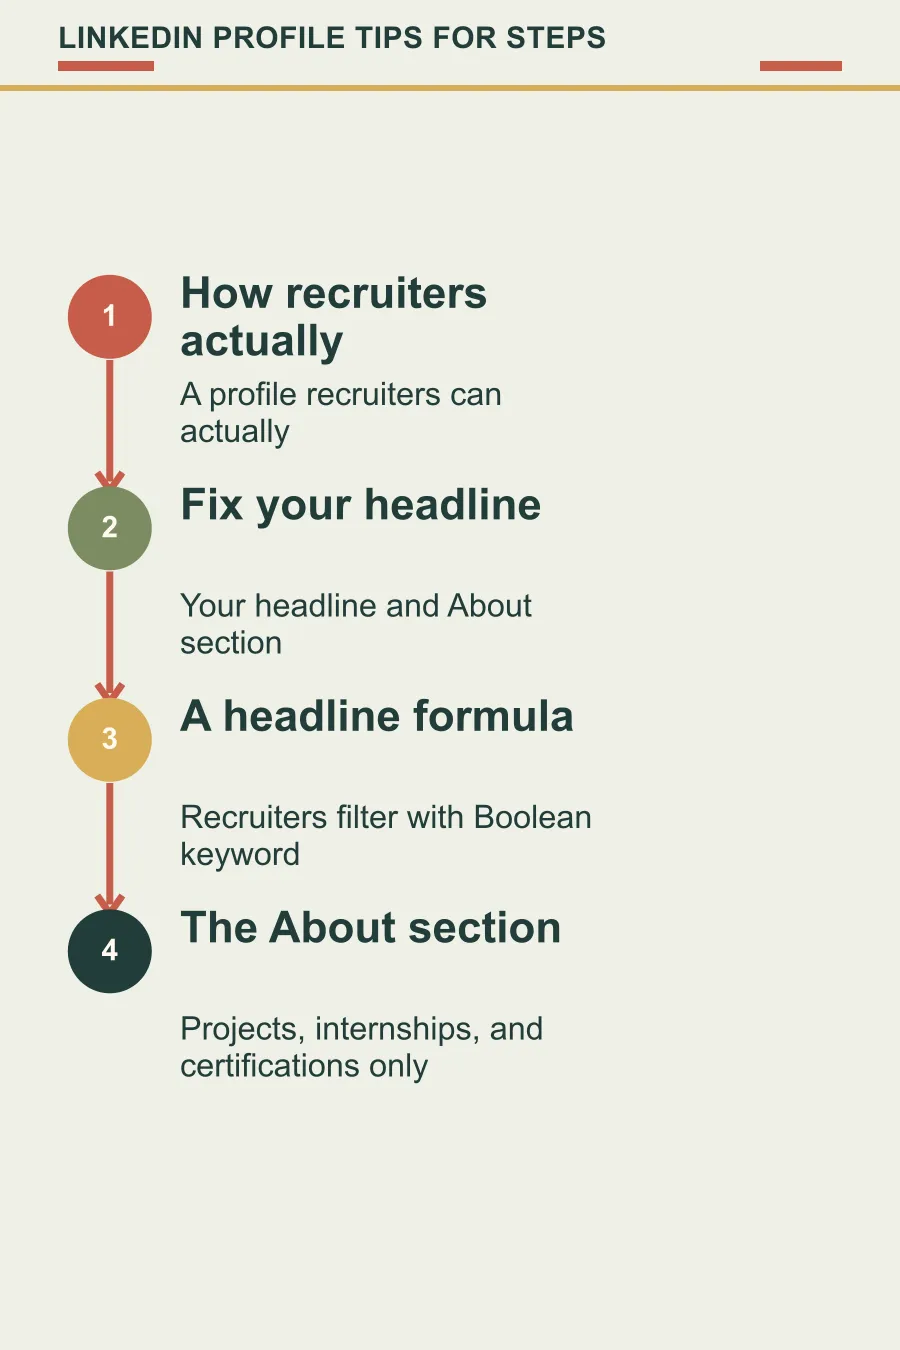 LINKEDIN PROFILE TIPS FOR STEPS
1
How recruiters
actually
A profile recruiters can
actually
2
Fix your headline
Your headline and About
section
3
A headline formula
Recruiters filter with Boolean
keyword
4
The About section
Projects, internships, and
certifications only